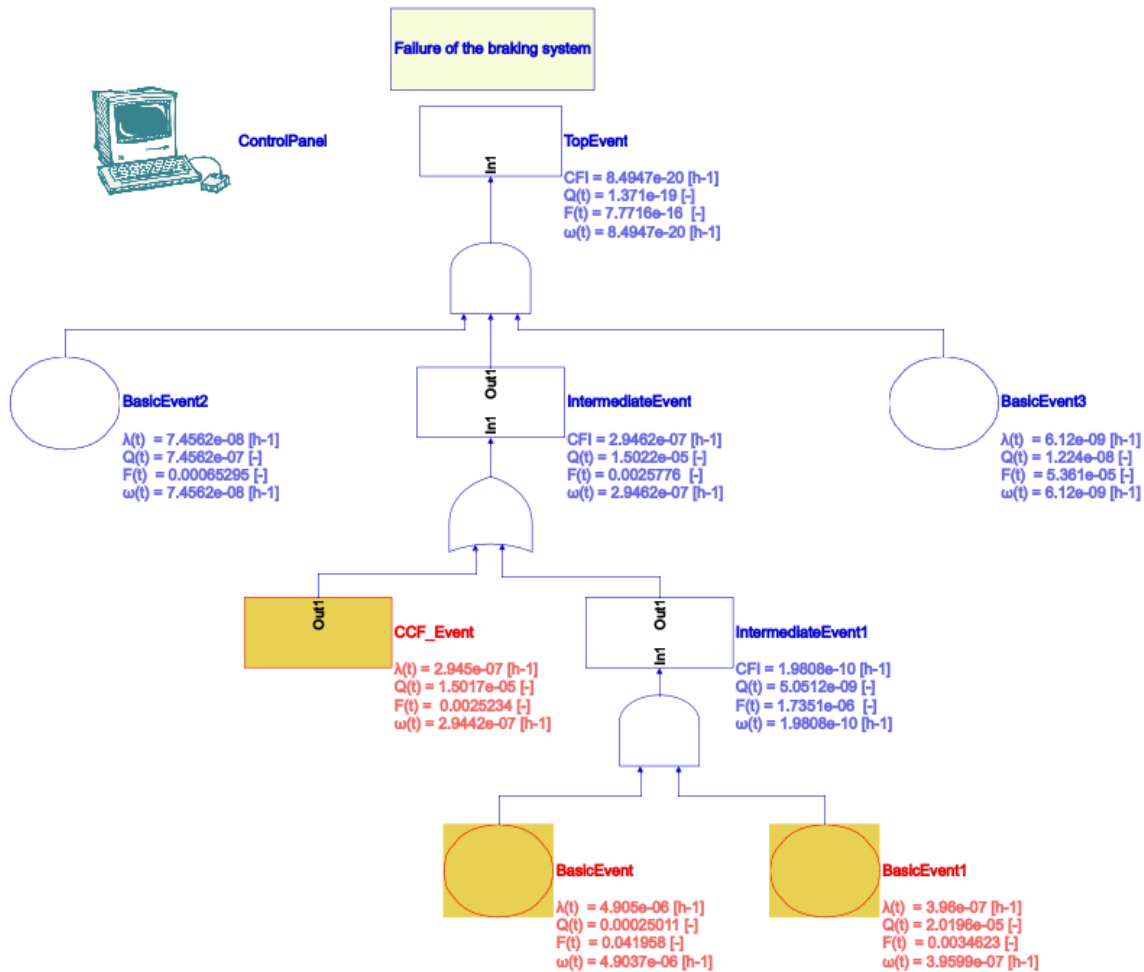 Failure of the braking system
ControlPanel
TopEvent
In1
CFI = 8.4947e-20 [h-1]
Q(t) = 1.371e-19 [-]
F(t) = 7.7716e-16 [-]
ω(t) = 8.4947e-20 [h-1]
BasicEvent2
λ(t) = 7.4562e-08 [h-1]
Q(t) = 7.4562e-07 [-]
F(t) = 0.00065295 [-]
ω(t) = 7.4562e-08 [h-1]
Out1
In1
IntermediateEvent
CFI = 2.9462e-07 [h-1]
Q(t) = 1.5022e-05 [-]
F(t) = 0.0025776 [-]
ω(t) = 2.9462e-07 [h-1]
BasicEvent3
λ(t) = 6.12e-09 [h-1]
Q(t) = 1.224e-08 [-]
F(t) = 5.361e-05 [-]
ω(t) = 6.12e-09 [h-1]
Out1
CCF_Event
λ(t) = 2.945e-07 [h-1]
Q(t) = 1.5017e-05 [-]
F(t) = 0.0025234 [-]
ω(t) = 2.9442e-07 [h-1]
Out1
In1
IntermediateEvent1
CFI = 1.9808e-10 [h-1]
Q(t) = 5.0512e-09 [-]
F(t) = 1.7351e-06 [-]
ω(t) = 1.9808e-10 [h-1]
BasicEvent
λ(t) = 4.905e-06 [h-1]
Q(t) = 0.00025011 [-]
F(t) = 0.041958 [-]
ω(t) = 4.9037e-06 [h-1]
BasicEvent1
λ(t) = 3.96e-07 [h-1]
Q(t) = 2.0196e-05 [-]
F(t) = 0.0034623 [-]
ω(t) = 3.9599e-07 [h-1]